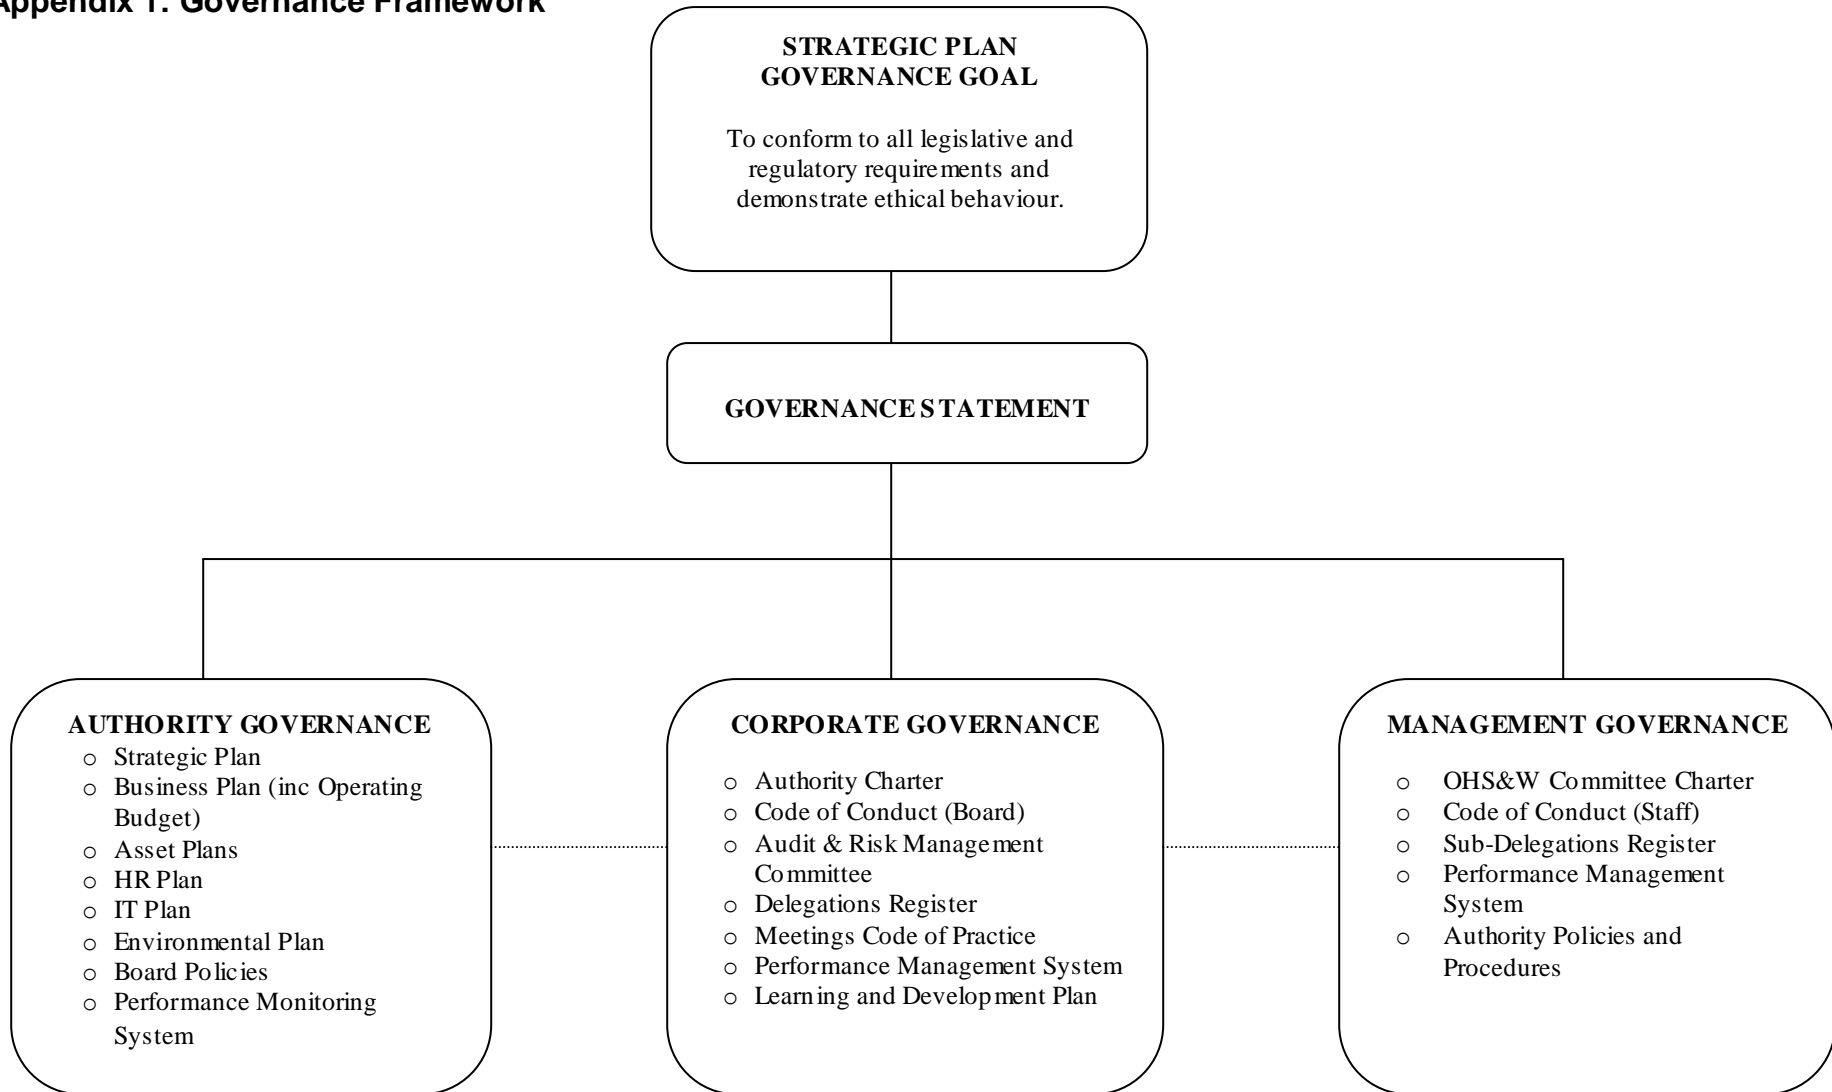 Appendix 1: Governance Framework
STRATEGIC PLAN
GOVERNANCE GOAL
To conform to all legislative and
regulatory requirements and
demonstrate ethical behaviour.
GOVERNANCE STATEMENT
AUTHORITY GOVERNANCE
o Strategic Plan
o Business Plan (inc Operating
Budget)
o Asset Plans
o HR Plan
o IT Plan
o Environmental Plan
o Board Policies
o Performance Monitoring
System
CORPORATE GOVERNANCE
o Authority Charter
o Code of Conduct (Board)
o Audit & Risk Management
Committee
o Delegations Register
o Meetings Code of Practice
o Performance Management System
o Learning and Development Plan
MANAGEMENT GOVERNANCE
o OHS&W Committee Charter
o Code of Conduct (Staff)
o Sub-Delegations Register
o Performance Management
System
o Authority Policies and
Procedures